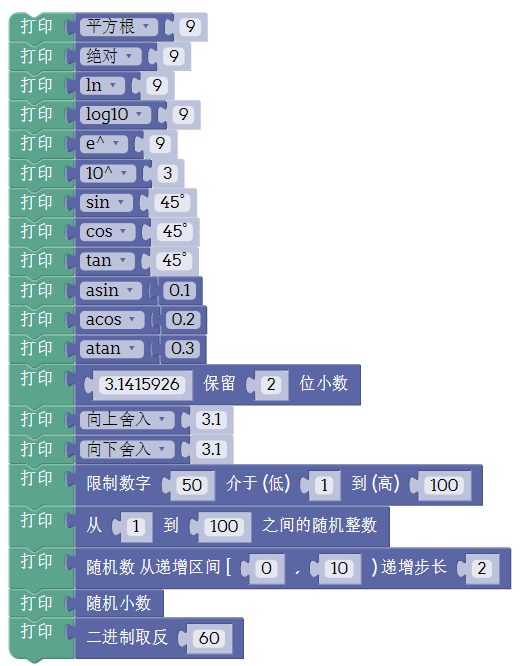 打印 平方根 9
打印 绝对 9
打印 ln 9
打印 log10 9
打印 e^ 9
打印 10^ 3
打印 sin 45°
打印 cos 45°
打印 tan 45°
打印 asin 0.1
打印 acos 0.2
打印 atan 0.3
打印 3.1415926 保留 2 位小数
打印 向上舍入 3.1
打印 向下舍入 3.1
打印 限制数字 50 介于(低) 1 到(高) 100
打印 从 1 到 100 之间的随机整数
打印 随机数 从递增区间 [ 0 , 10 ) 递增步长 2
打印 随机小数
打印 二进制取反 60